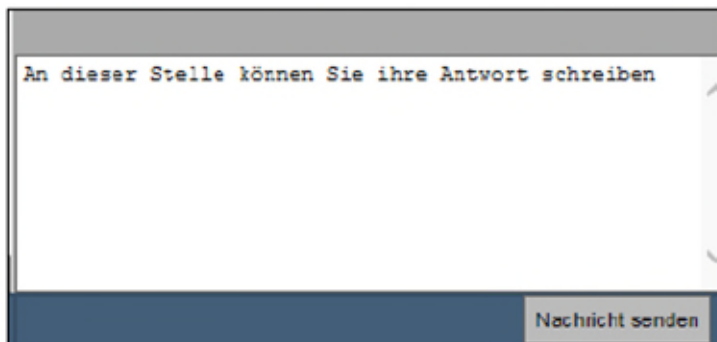 An dieser Stelle können Sie ihre Antwort schreiben
Nachricht senden